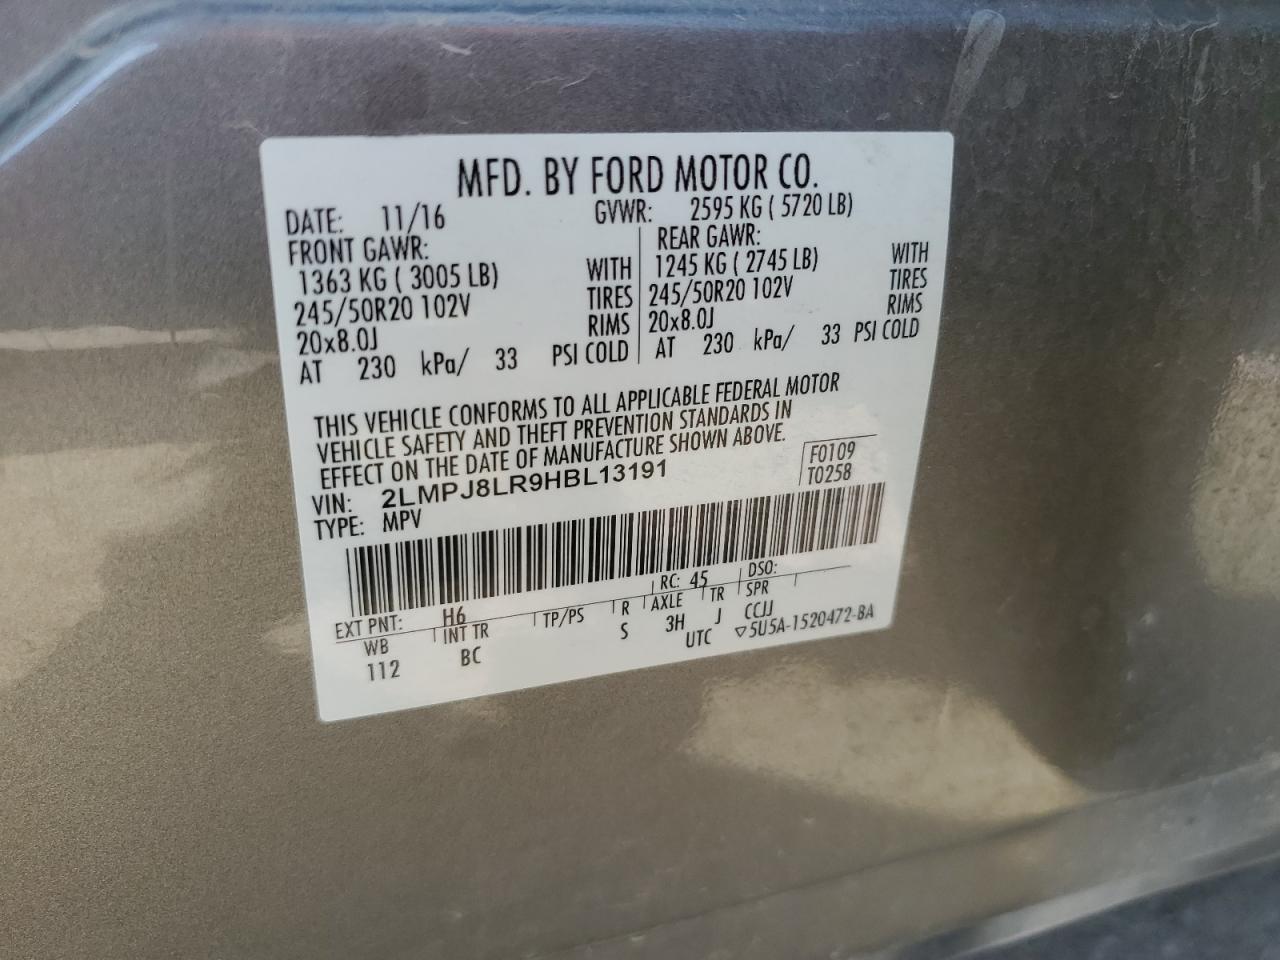 MFD. BY FORD MOTOR CO.
DATE: 11/16 GVWR: 2595 KG ( 5720 LB)
FRONT GAWR: REAR GAWR:
1363 KG ( 3005 LB) WITH 1245 KG ( 2745 LB) WITH
245/50R20 102V TIRES 245/50R20 102V TIRES
20x8.0J RIMS 20x8.0J RIMS
AT 230 kPa/ 33 PSI COLD AT 230 kPa/ 33 PSI COLD
THIS VEHICLE CONFORMS TO ALL APPLICABLE FEDERAL MOTOR
VEHICLE SAFETY AND THEFT PREVENTION STANDARDS IN
EFFECT ON THE DATE OF MANUFACTURE SHOWN ABOVE.
VIN: 2LMPJ8LR9HBL13191 F0109
TYPE: MPV T0258
EXT PNT: H6 RC: 45 DSO:
WB INT TR TP/PS R AXLE TR SPR
112 BC S 3H J CCJJ
UTC ▽5U5A-1520472-BA